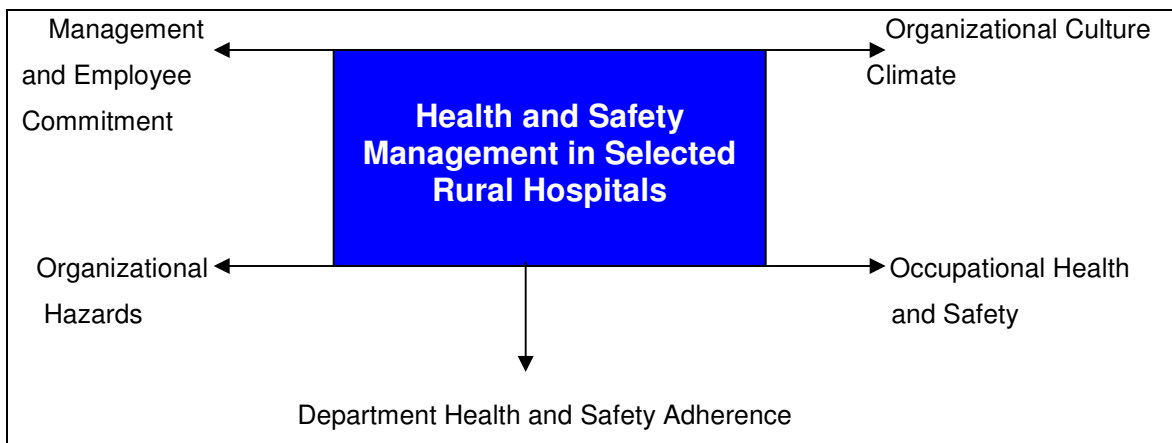 Management
and Employee
Commitment
Organizational Culture
Climate
Health and Safety
Management in Selected
Rural Hospitals
Organizational
Hazards
Occupational Health
and Safety
Department Health and Safety Adherence